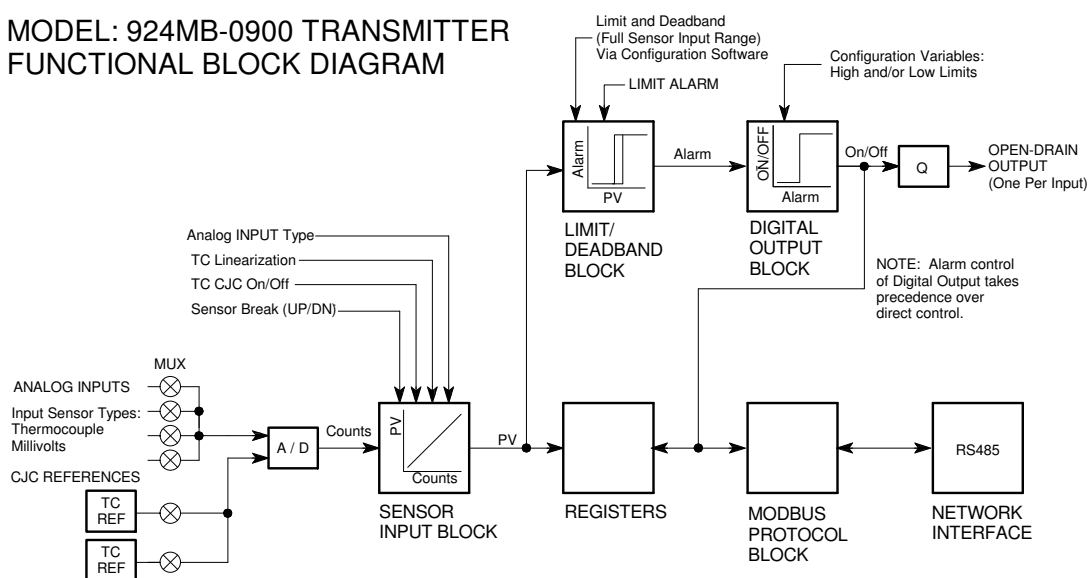 MODEL: 924MB-0900 TRANSMITTER
FUNCTIONAL BLOCK DIAGRAM
Limit and Deadband
(Full Sensor Input Range)
Via Configuration Software
LIMIT ALARM
Configuration Variables:
High and/or Low Limits
Alarm
PV
Alarm
ON/OFF
Alarm
On/Off
Q
OPEN-DRAIN
OUTPUT
(One Per Input)
LIMIT/
DEADBAND
BLOCK
DIGITAL
OUTPUT
BLOCK
NOTE: Alarm control
of Digital Output takes
precedence over
direct control.
Analog INPUT Type
TC Linearization
TC CJC On/Off
Sensor Break (UP/DN)
MUX
ANALOG INPUTS
Input Sensor Types:
Thermocouple
Millivolts
CJC REFERENCES
TC
REF
TC
REF
A / D
Counts
PV
Counts
SENSOR
INPUT BLOCK
PV
REGISTERS
MODBUS
PROTOCOL
BLOCK
RS485
NETWORK
INTERFACE